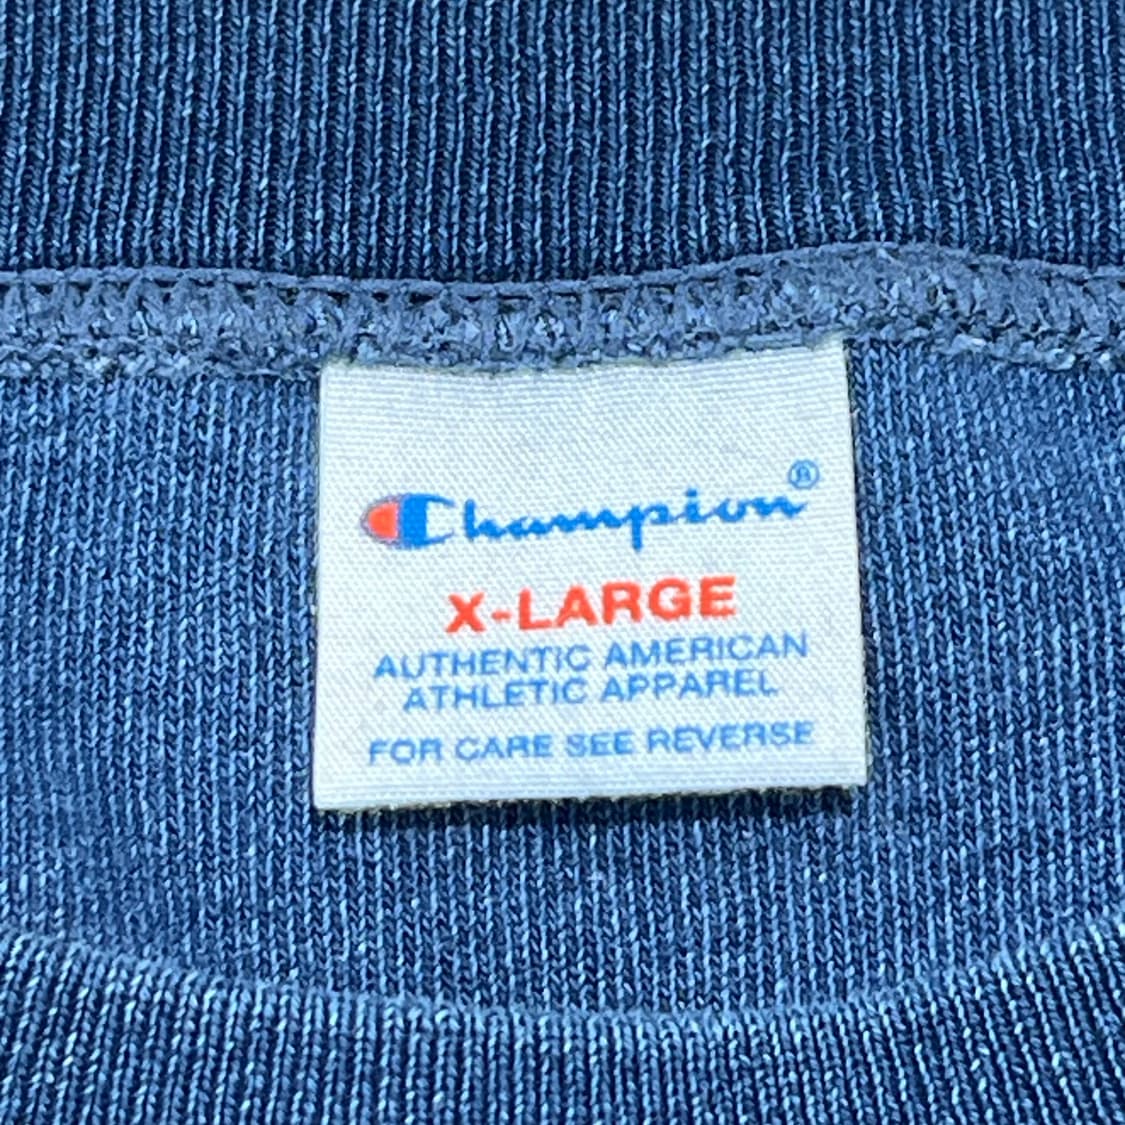 Champion®
X-LARGE
AUTHENTIC AMERICAN
ATHLETIC APPAREL
FOR CARE SEE REVERSE